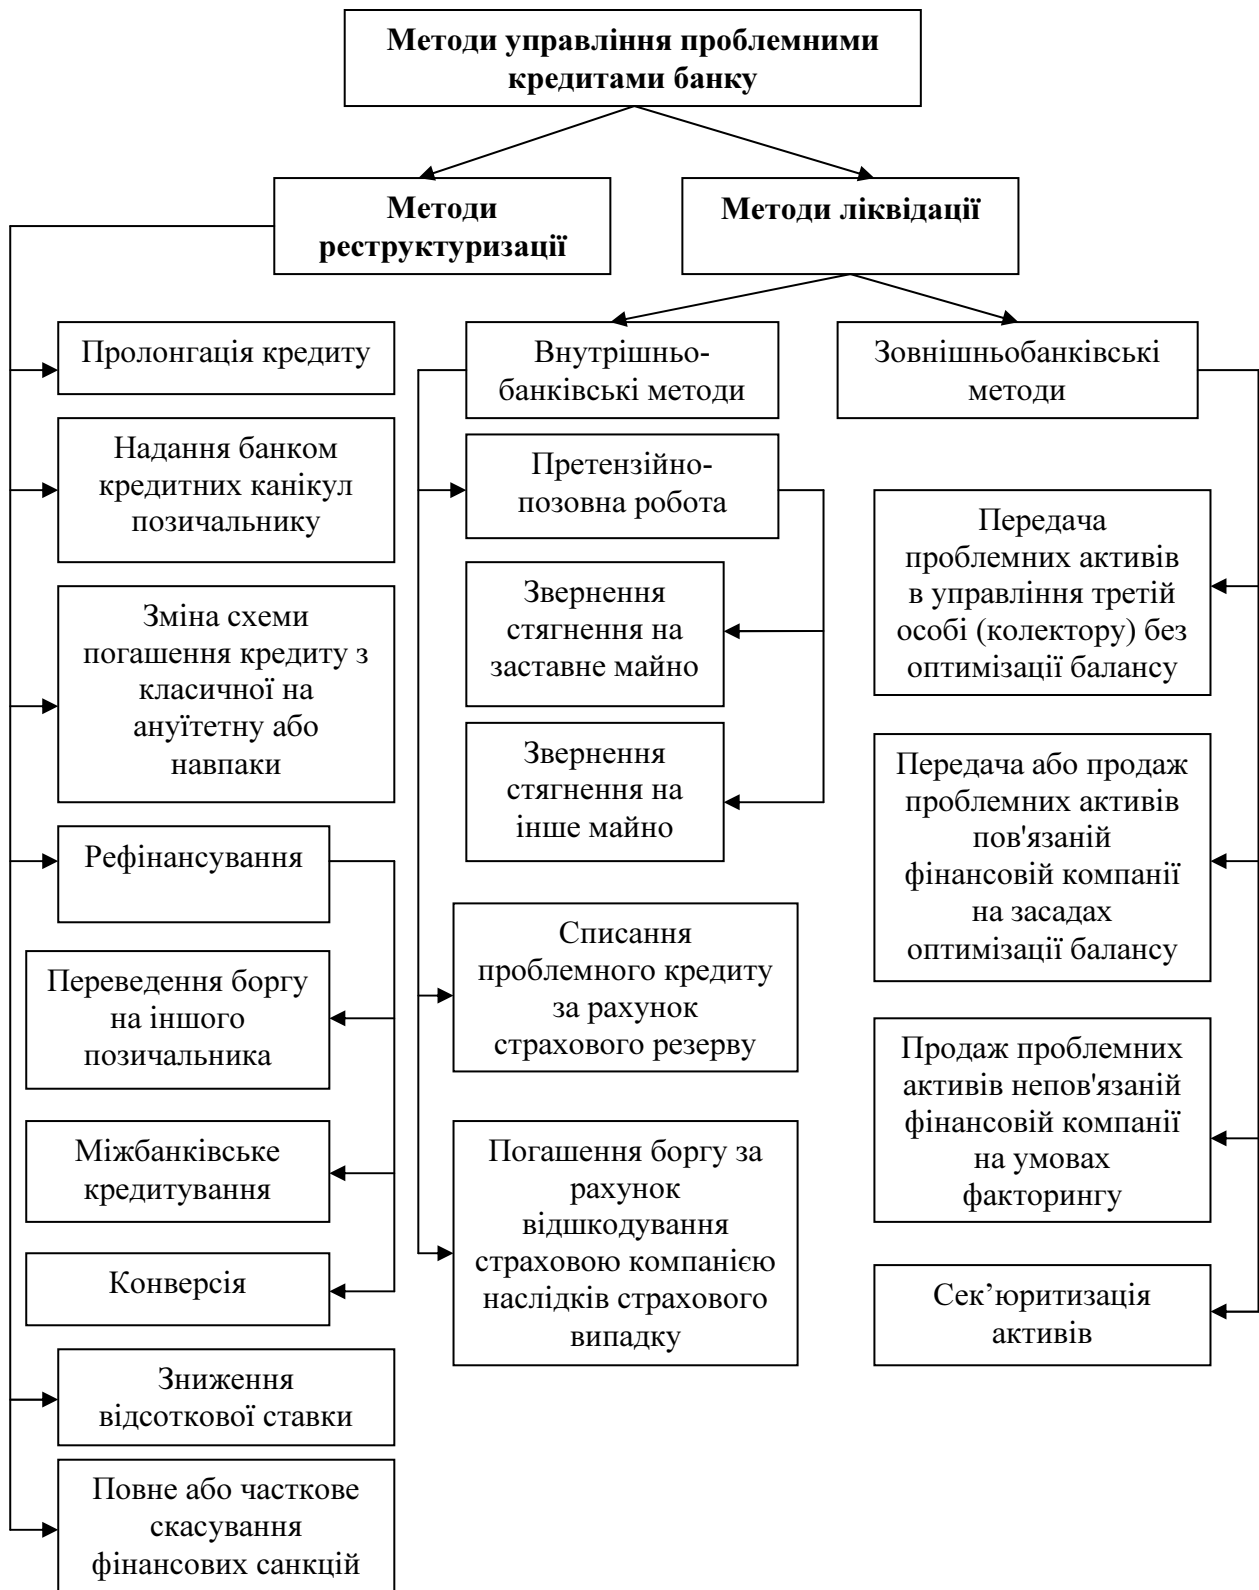 Методи управління проблемними
кредитами банку
Методи
реструктуризації
Методи ліквідації
Пролонгація кредиту
Надання банком
кредитних канікул
позичальнику
Зміна схеми
погашення кредиту з
класичної на
ануїтетну або
навпаки
Рефінансування
Переведення боргу
на іншого
позичальника
Міжбанківське
кредитування
Конверсія
Зниження
відсоткової ставки
Повне або часткове
скасування
фінансових санкцій
Внутрішньо-
банківські методи
Претензійно-
позовна робота
Звернення
стягнення на
заставне майно
Звернення
стягнення на
інше майно
Списання
проблемного кредиту
за рахунок
страхового резерву
Погашення боргу за
рахунок
відшкодування
страховою компанією
наслідків страхового
випадку
Зовнішньобанківські
методи
Передача
проблемних активів
в управління третій
особі (колектору) без
оптимізації балансу
Передача або продаж
проблемних активів
пов'язаній
фінансовій компанії
на засадах
оптимізації балансу
Продаж проблемних
активів непов'язаній
фінансовій компанії
на умовах
факторингу
Сек’юритизація
активів